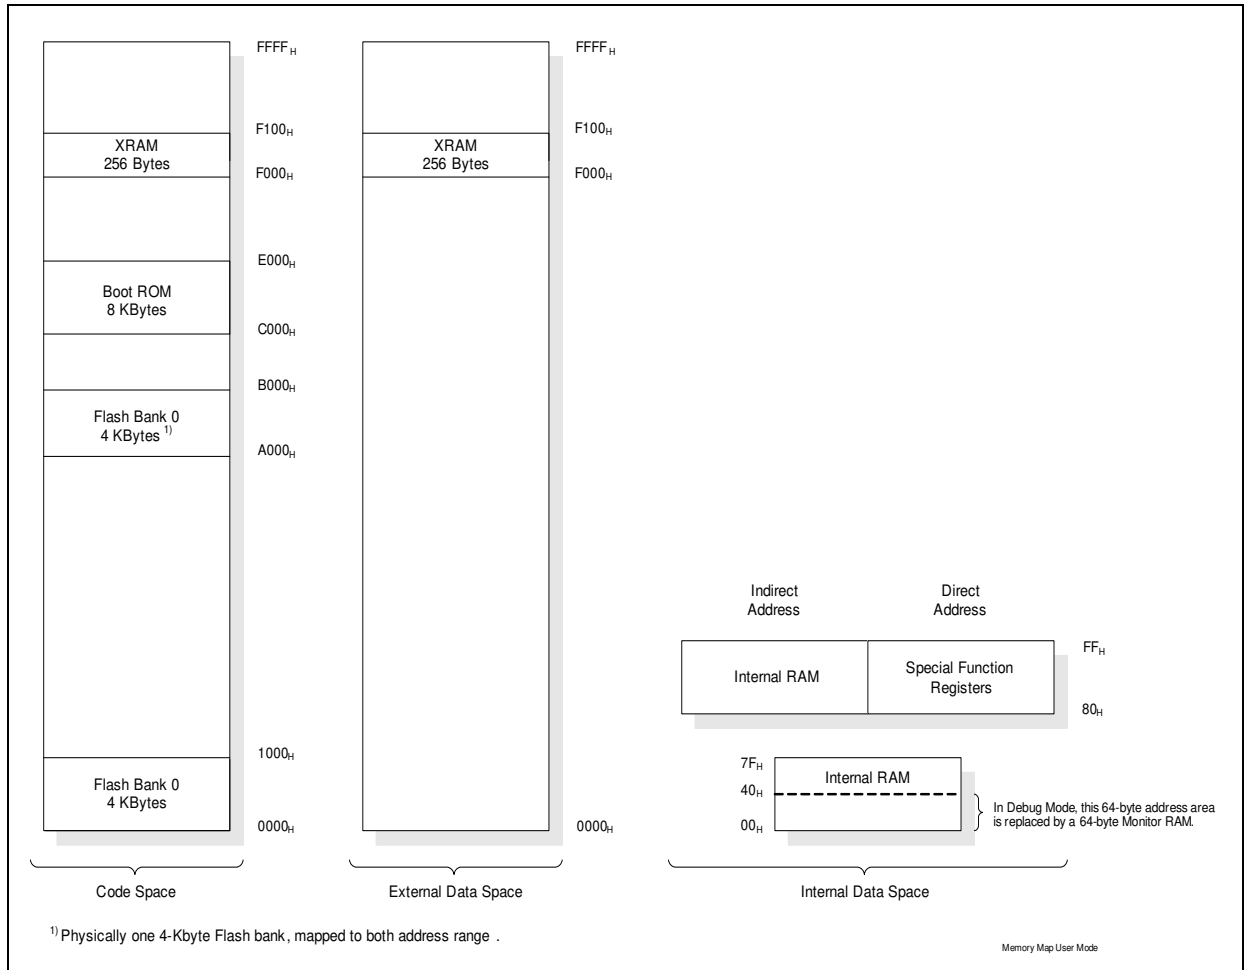 FFFFH
F100H
XRAM
256 Bytes
F000H
E000H
Boot ROM
8 KBytes
C000H
B000H
Flash Bank 0
4 KBytes 1)
A000H
1000H
Flash Bank 0
4 KBytes
0000H
Code Space
FFFFH
F100H
XRAM
256 Bytes
F000H
0000H
External Data Space
Indirect
Address
Direct
Address
Internal RAM
Special Function
Registers
FFH
80H
7FH
Internal RAM
40H
00H
In Debug Mode, this 64-byte address area
is replaced by a 64-byte Monitor RAM.
Internal Data Space
1) Physically one 4-Kbyte Flash bank, mapped to both address range .
Memory Map User Mode